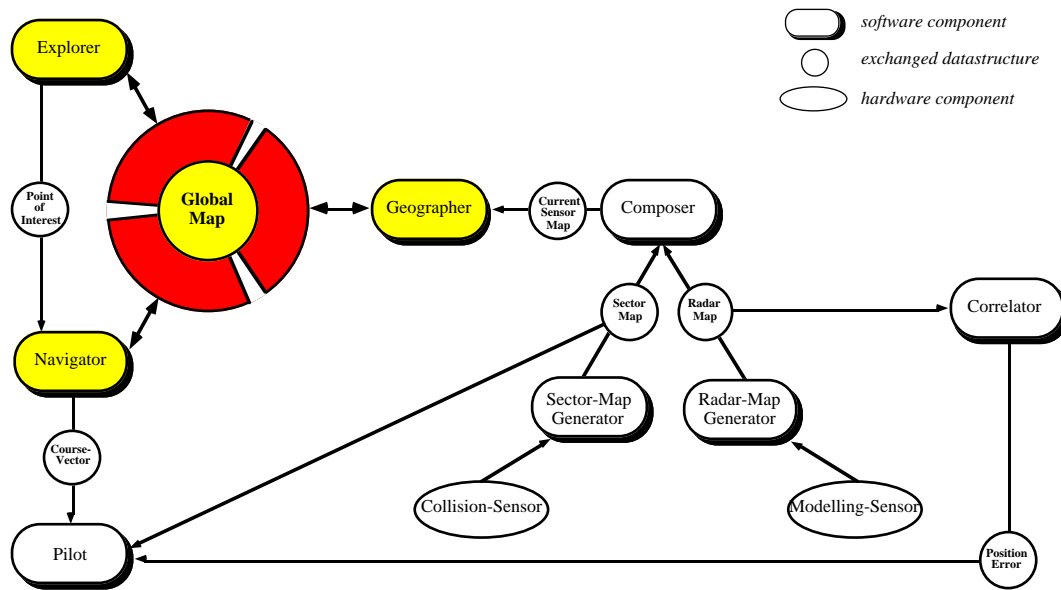 software component
Explorer
exchanged datastructure
hardware component
Point
of
Interest
Global
Map
Geographer
Current
Sensor
Map
Composer
Sector
Map
Radar
Map
Correlator
Navigator
Sector-Map
Generator
Radar-Map
Generator
Course-
Vector
Collision-Sensor
Modelling-Sensor
Pilot
Position
Error